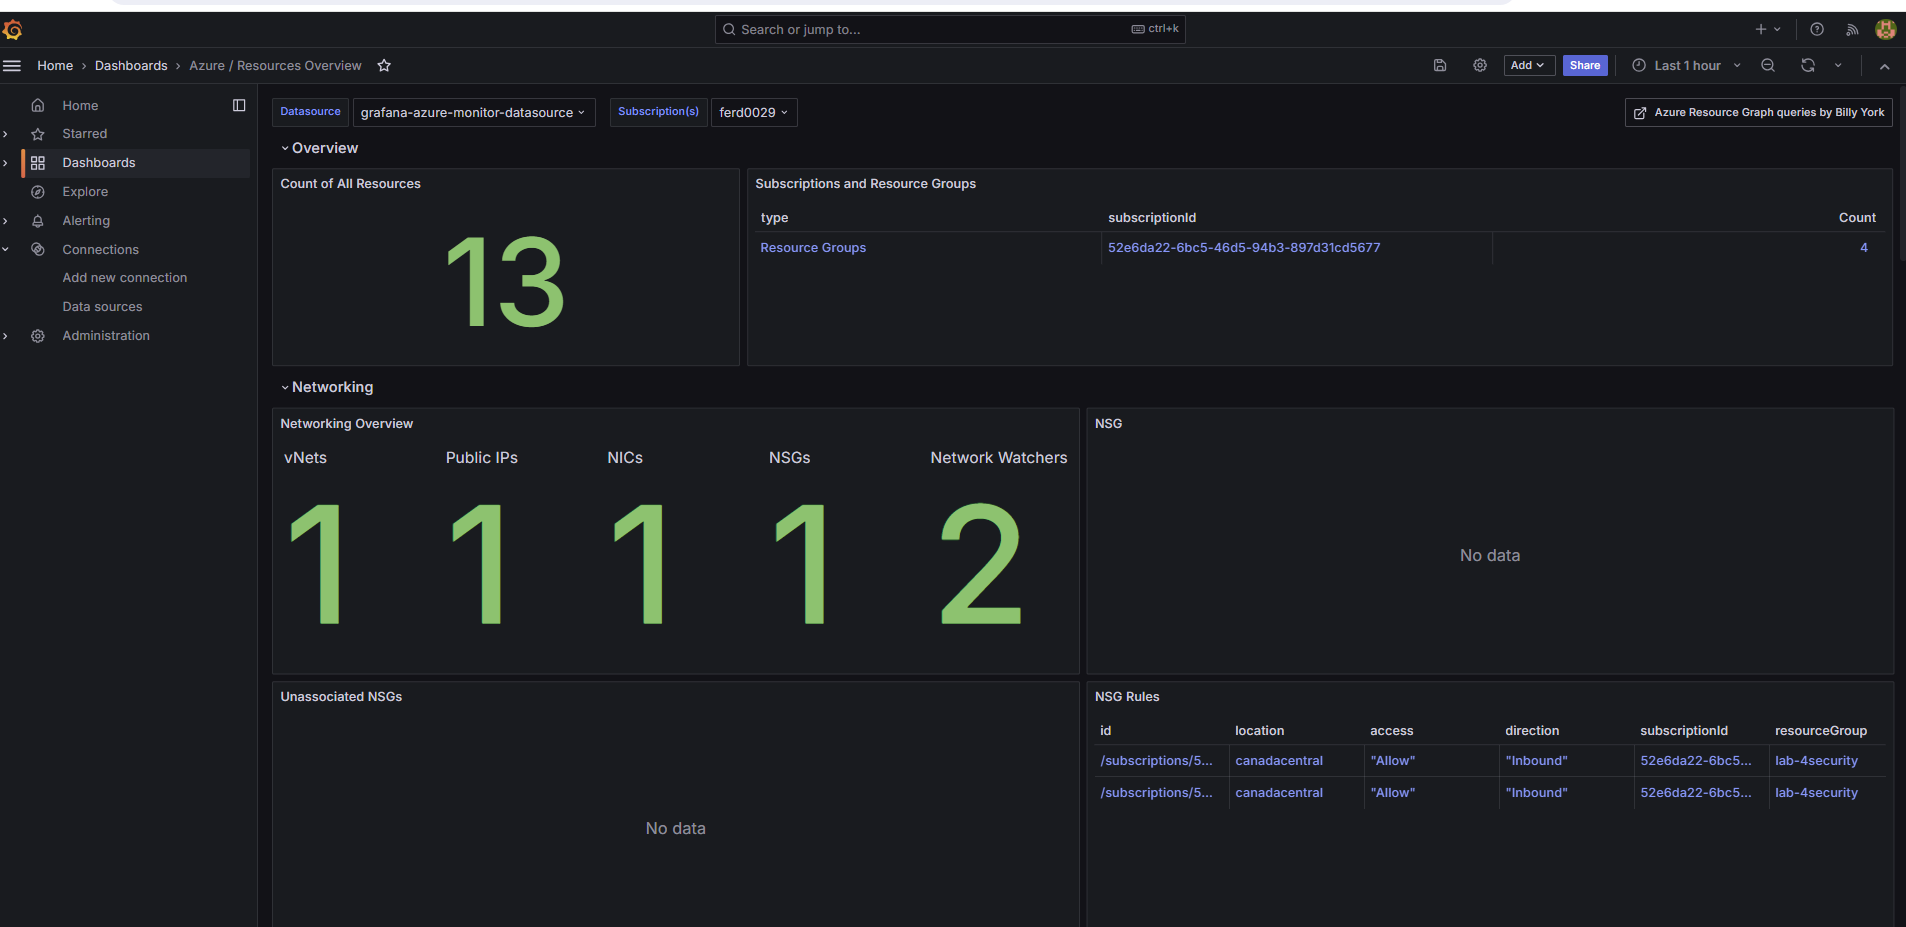 Search or jump to...
ctrl+k
Home › Dashboards › Azure / Resources Overview
Add
Share
Last 1 hour
Home
Starred
Dashboards
Explore
Alerting
Connections
Add new connection
Data sources
Administration
Datasource
grafana-azure-monitor-datasource
Subscription(s)
ferd0029
Azure Resource Graph queries by Billy York
Overview
Count of All Resources
13
Subscriptions and Resource Groups
type subscriptionId Count
Resource Groups 52e6da22-6bc5-46d5-94b3-897d31cd5677 4
Networking
Networking Overview
vNets Public IPs NICs NSGs Network Watchers
1 1 1 1 2
NSG
No data
Unassociated NSGs
No data
NSG Rules
id location access direction subscriptionId resourceGroup
/subscriptions/5... canadacentral "Allow" "Inbound" 52e6da22-6bc5... lab-4security
/subscriptions/5... canadacentral "Allow" "Inbound" 52e6da22-6bc5... lab-4security